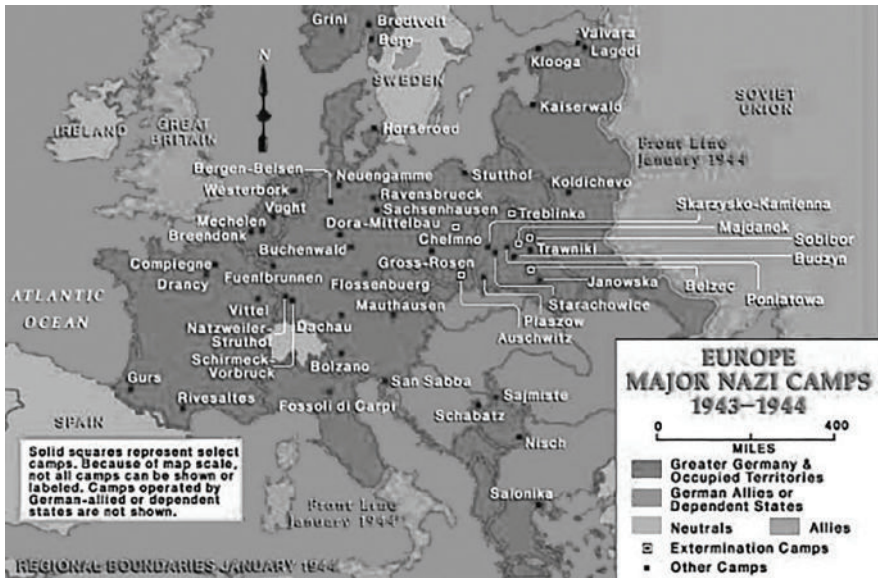 Grini
Bredtveit
Berg
N
SWEDEN
Vaivara
Lagedi
Klooga
SOVIET
UNION
IRELAND
GREAT
BRITAIN
Kaiserwald
Front Line
January 1944
Horseroed
Bergen-Belsen
Neuengamme
Stutthof
Koldichevo
Westerbork
Vught
Ravensbrueck
Sachsenhausen
Treblinka
Skarzysko-Kamienna
Majdanek
Sobibor
Mechelen
Breendonk
Dora-Mittelbau
Chelmno
Trawniki
Budzyn
Buchenwald
Compiegne
Drancy
Fuenfbrunnen
Gross-Rosen
Flossenbuerg
Janowska
Belzec
Poniatowa
ATLANTIC
OCEAN
Vittel
Mauthausen
Starachowice
Plaszow
Auschwitz
Natzweiler-
Struthof
Dachau
Schirmeck-
Vorbruck
Bolzano
Gurs
Rivesaltes
San Sabba
Sajmiste
Fossoli di Carpi
Schabatz
SPAIN
Nisch
Salonika
Front Line
January 1944
Solid squares represent select
camps. Because of map scale,
not all camps can be shown or
labeled. Camps operated by
German-allied or dependent
states are not shown.
REGIONAL BOUNDARIES JANUARY 1944
EUROPE
MAJOR NAZI CAMPS
1943–1944
0 400
MILES
Greater Germany &
Occupied Territories
German Allies or
Dependent States
Neutrals Allies
Extermination Camps
Other Camps